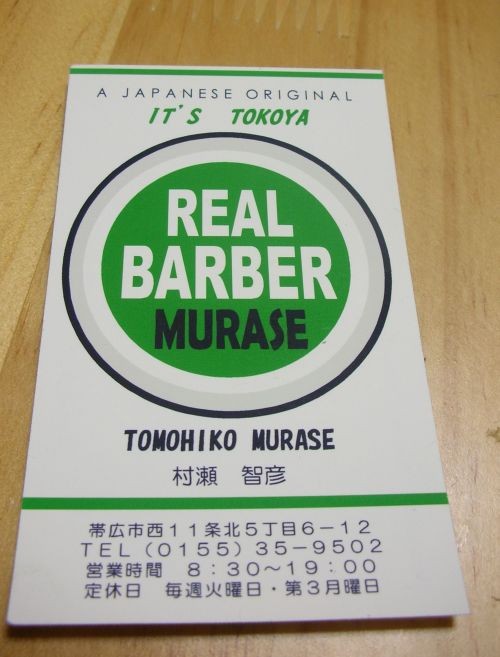 A JAPANESE ORIGINAL
IT'S TOKOYA
REAL
BARBER
MURASE
TOMOHIKO MURASE
村瀬 智彦
帯広市西11条北5丁目6−12
TEL(0155)35−9502
営業時間 8:30〜19:00
定休日 毎週火曜日・第3月曜日